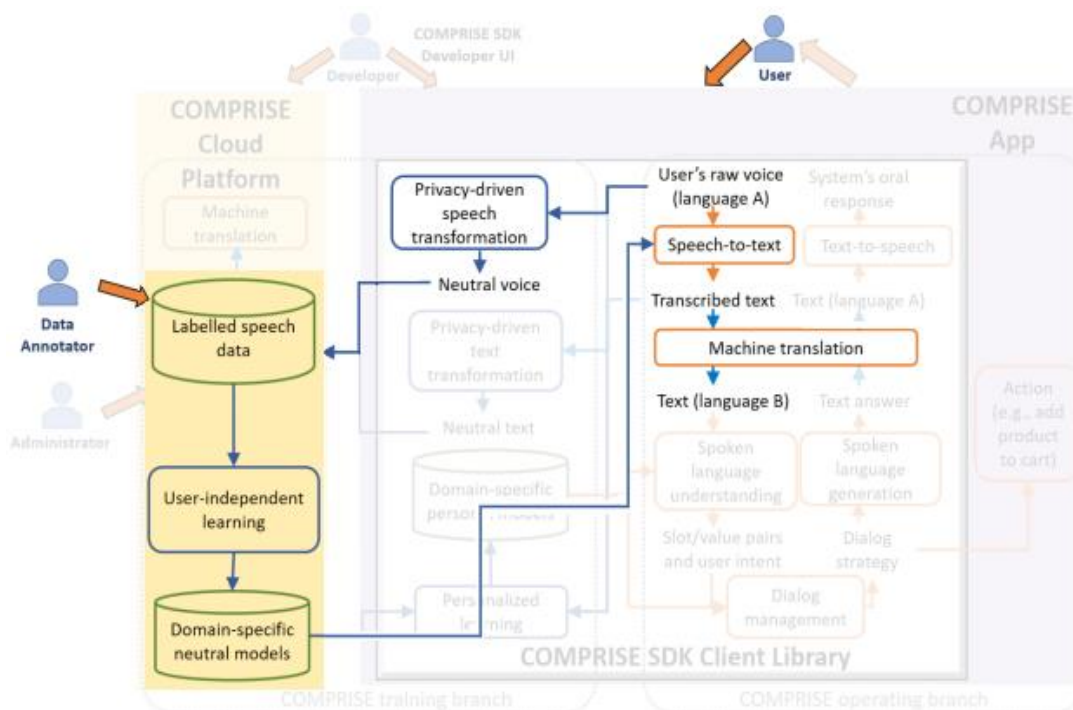 COMPRISE SDK
Developer UI
Developer
User
COMPRISE
Cloud
Platform
COMPRISE
App
Machine
translation
Privacy-driven
speech
transformation
User's raw voice
(language A)
System's oral
response
Speech-to-text
Text-to-speech
Neutral voice
Transcribed text
Text (language A)
Data
Annotator
Labelled speech
data
Privacy-driven
text
transformation
Machine translation
Administrator
Neutral text
Text (language B)
Text answer
Action
(e.g., add
product
to cart)
User-independent
learning
Domain-specific
Spoken
language
understanding
Spoken
language
generation
Slot/value pairs
and user intent
Dialog
strategy
Personalized
learning
Dialog
management
Domain-specific
neutral models
COMPRISE SDK Client Library
COMPRISE training branch
COMPRISE operating branch